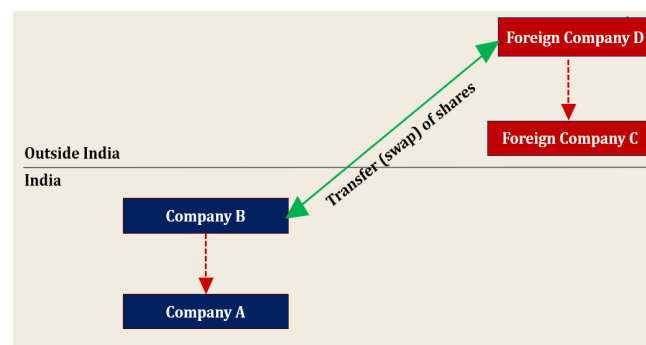 Foreign Company D
Transfer (swap) of shares
Foreign Company C
Outside India
India
Company B
Company A